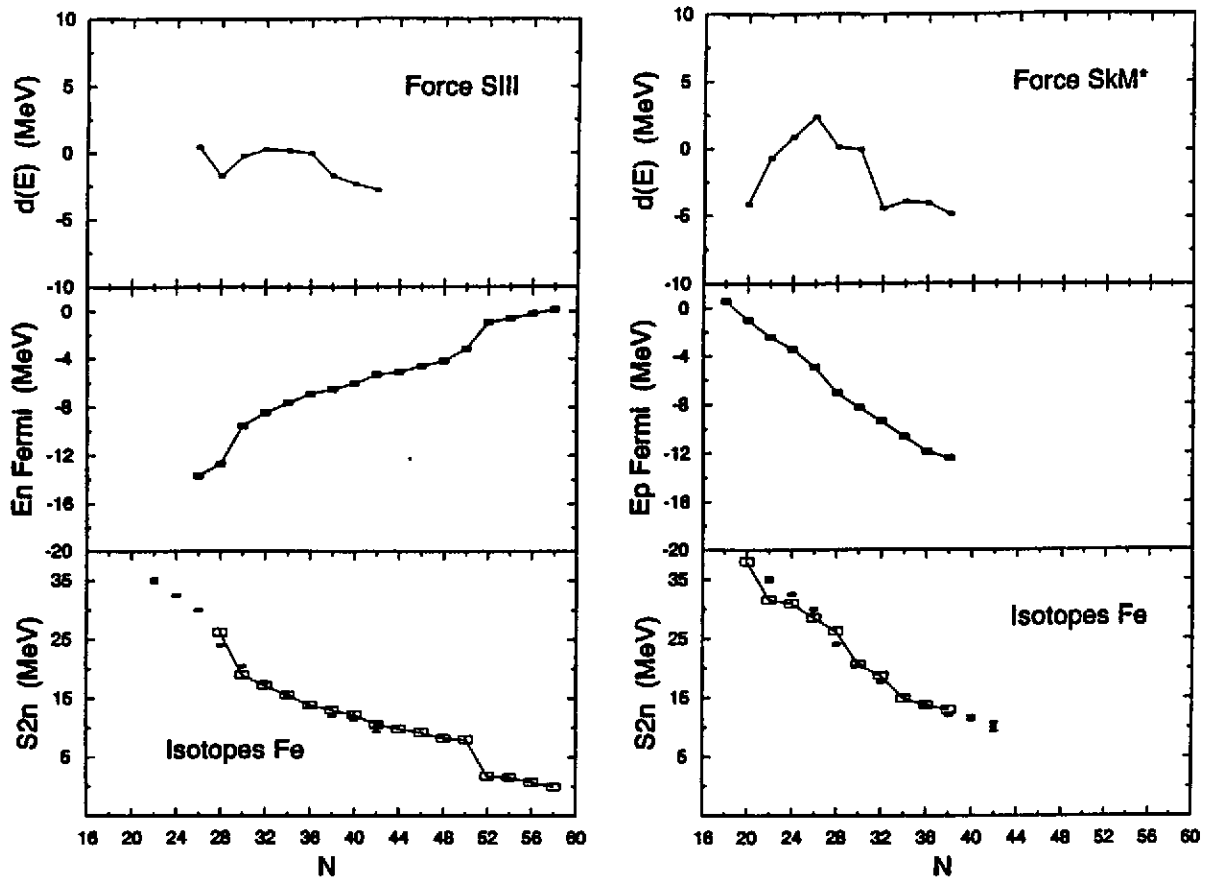 10
5
0
-5
-10
d(E) (MeV)
Force SIII
0
-4
-8
-12
-16
-20
En Fermi (MeV)
35
25
15
5
S2n (MeV)
Isotopes Fe
16 20 24 28 32 36 40 44 48 52 56 60
N
10
5
0
-5
-10
d(E) (MeV)
Force SkM*
0
-4
-8
-12
-16
-20
Ep Fermi (MeV)
35
25
15
5
S2n (MeV)
Isotopes Fe
16 20 24 28 32 36 40 44 48 52 56 60
N